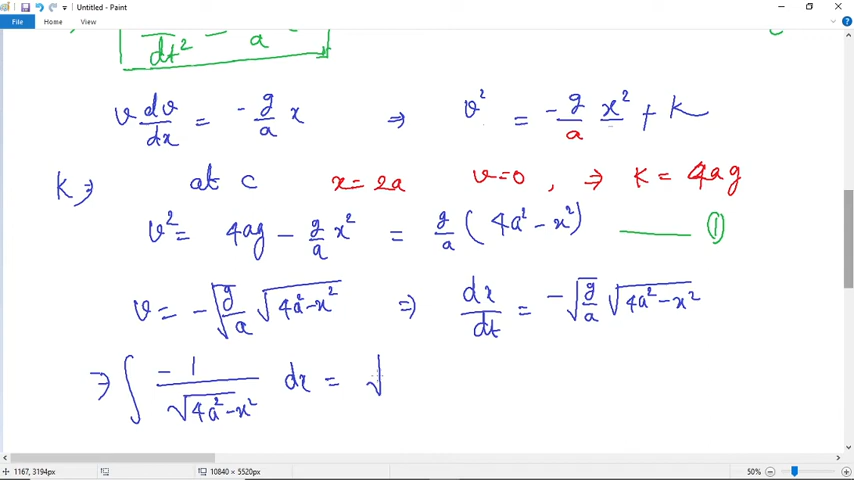 Untitled - Paint
File Home View
d²/dt² = - /a
v dv/dx = - g/a x ⇒ v² = - g/a x² + K
K ⇒ at c x = 2a v = 0 , ⇒ K = 4ag
v² = 4ag - g/a x² = g/a (4a² - x²) ——— ①
v = - √g/a √4a²-x² ⇒ dx/dt = - √g/a √4a²-x²
⇒ ∫ -1/√4a²-x² dx = √
1167, 3194px 10840 × 5520px 50%